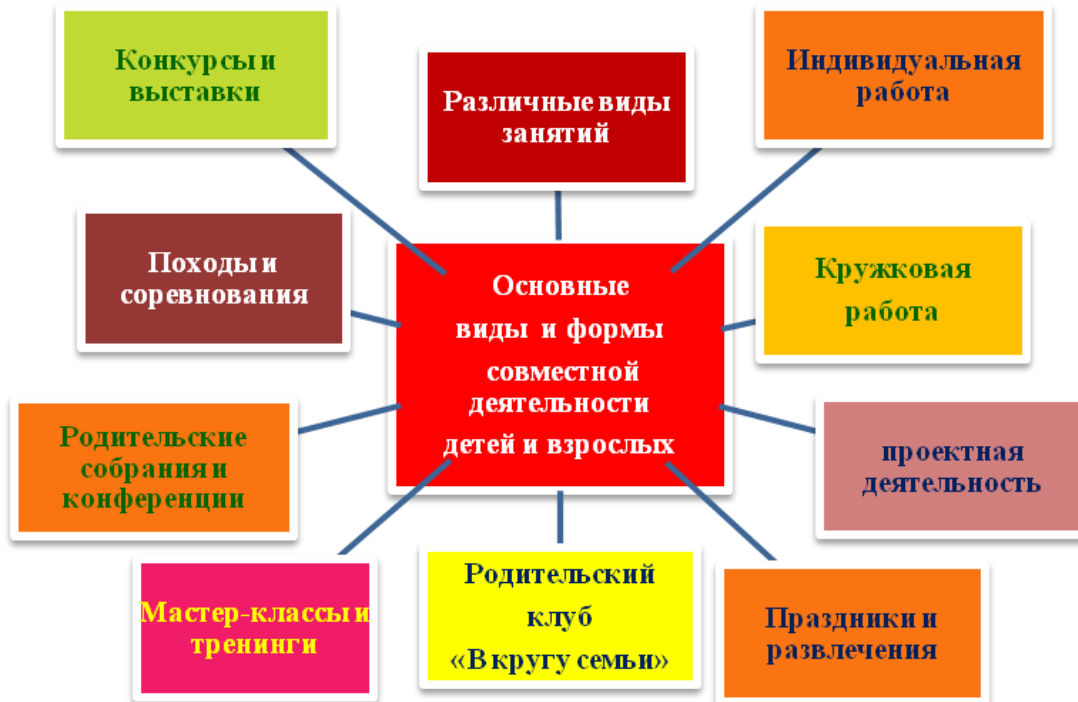 Конкурсы и
выставки
Различные виды
занятий
Индивидуальная
работа
Походы и
соревнования
Основные
виды и формы
совместной
деятельности
детей и взрослых
Кружковая
работа
Родительские
собрания и
конференции
проектная
деятельность
Мастер-классы и
тренинги
Родительский
клуб
«В кругу семьи»
Праздники и
развлечения